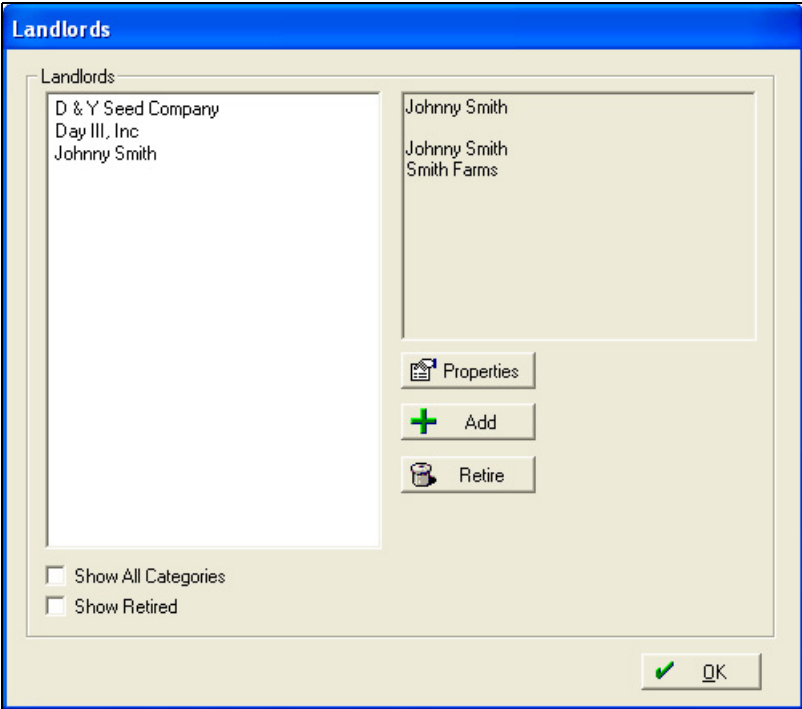 Landlords
Landlords
D & Y Seed Company
Day III, Inc
Johnny Smith
Johnny Smith
Johnny Smith
Smith Farms
Properties
Add
Retire
Show All Categories
Show Retired
OK